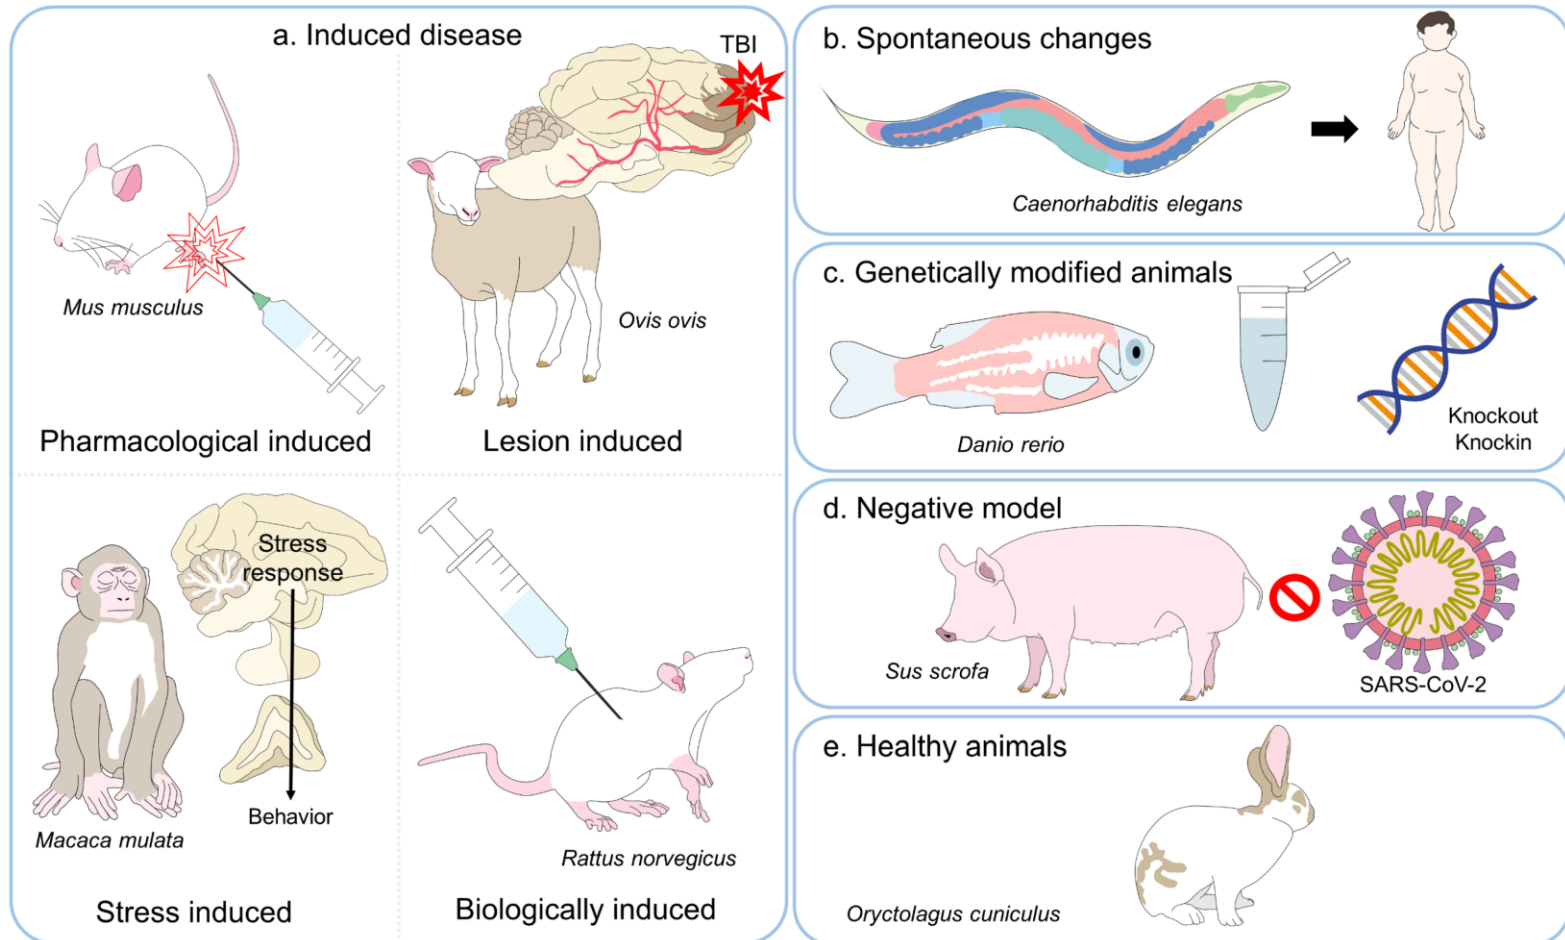 a. Induced disease
TBI
Mus musculus
Ovis ovis
Pharmacological induced
Lesion induced
Stress
response
Behavior
Macaca mulata
Rattus norvegicus
Stress induced
Biologically induced
b. Spontaneous changes
Caenorhabditis elegans
c. Genetically modified animals
Danio rerio
Knockout
Knockin
d. Negative model
Sus scrofa
SARS-CoV-2
e. Healthy animals
Oryctolagus cuniculus